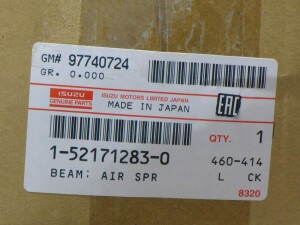 GM# 97740724
GR. 0.000
ISUZU
GENUINE PARTS
ISUZU MOTORS LIMITED JAPAN
MADE IN JAPAN
EAC
QTY. 1
1-52171283-0
460-414
BEAM; AIR SPR
L CK
8320